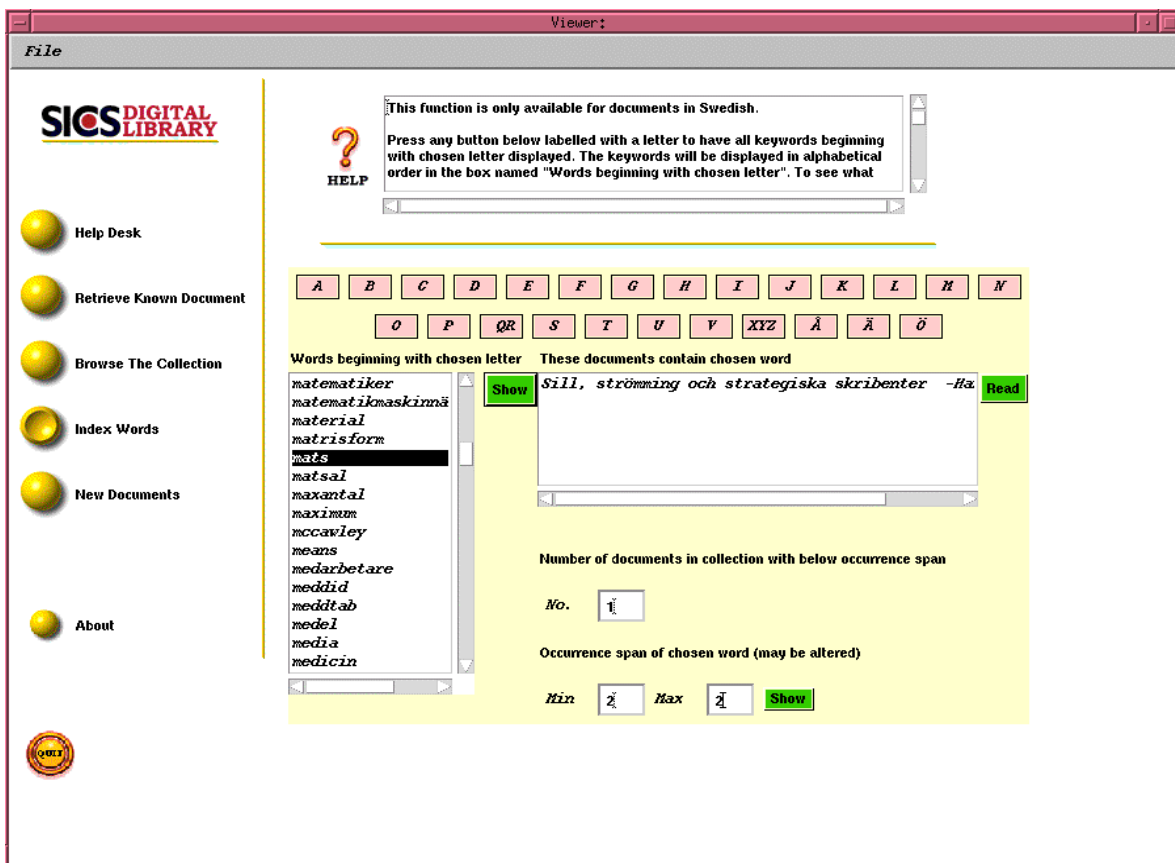 Viewer:
File
SICS DIGITAL LIBRARY
This function is only available for documents in Swedish.
Press any button below labelled with a letter to have all keywords beginning
with chosen letter displayed. The keywords will be displayed in alphabetical
order in the box named "Words beginning with chosen letter". To see what
HELP
Help Desk
Retrieve Known Document
Browse The Collection
Index Words
New Documents
About
QUIT
A B C D E F G H I J K L M N
O P QR S T U V XYZ Å Ä Ö
Words beginning with chosen letter
matematiker
matematikmaskinnä
material
matrisform
mats
matsal
maxantal
maximum
mccawley
means
medarbetare
meddid
meddtab
medel
media
medicin
Show
These documents contain chosen word
Sill, strömming och strategiska skribenter -Ha
Read
Number of documents in collection with below occurrence span
No. 1
Occurrence span of chosen word (may be altered)
Min 2 Max 2 Show